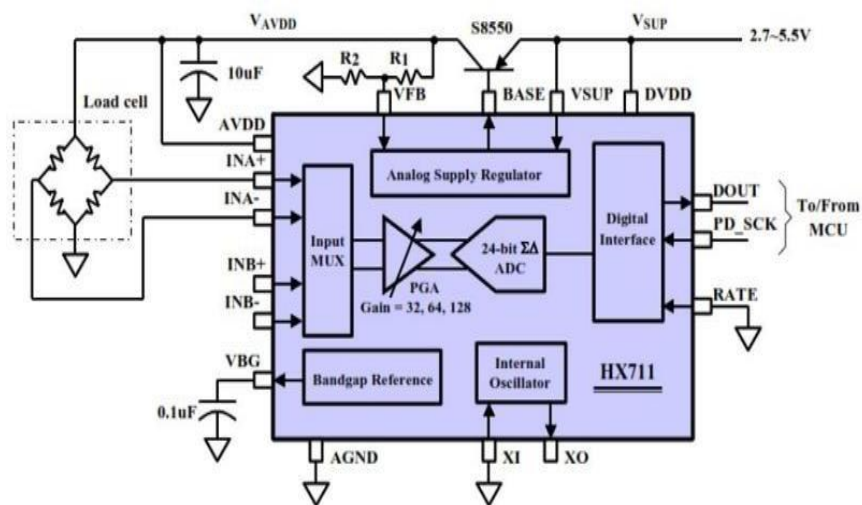 V_AVDD
S8550
V_SUP
2.7~5.5V
R2
R1
10uF
Load cell
VFB
BASE
VSUP
DVDD
AVDD
INA+
INA-
INB+
INB-
VBG
0.1uF
Analog Supply Regulator
Input
MUX
PGA
Gain = 32, 64, 128
24-bit ΣΔ
ADC
Digital
Interface
DOUT
PD_SCK
To/From
MCU
RATE
Bandgap Reference
Internal
Oscillator
HX711
AGND
XI
XO